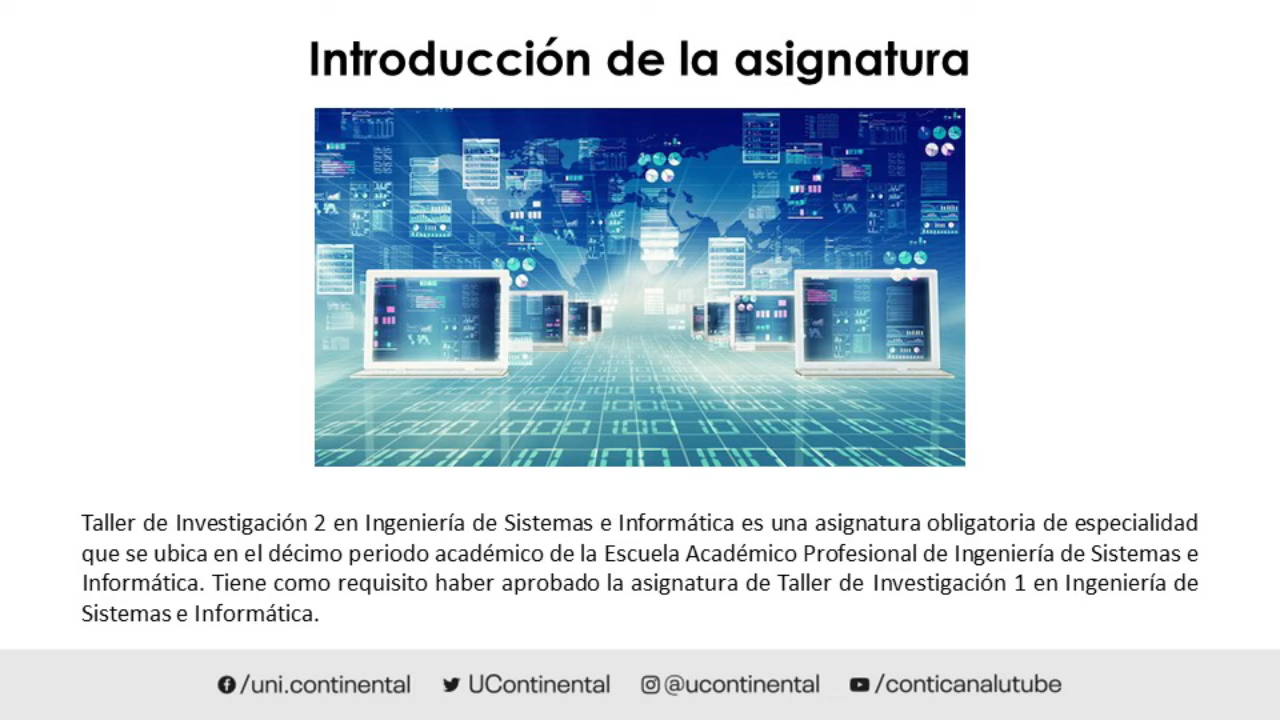 Introducción de la asignatura
Taller de Investigación 2 en Ingeniería de Sistemas e Informática es una asignatura obligatoria de especialidad
que se ubica en el décimo periodo académico de la Escuela Académico Profesional de Ingeniería de Sistemas e
Informática. Tiene como requisito haber aprobado la asignatura de Taller de Investigación 1 en Ingeniería de
Sistemas e Informática.
/uni.continental UContinental @ucontinental /conticanalutube